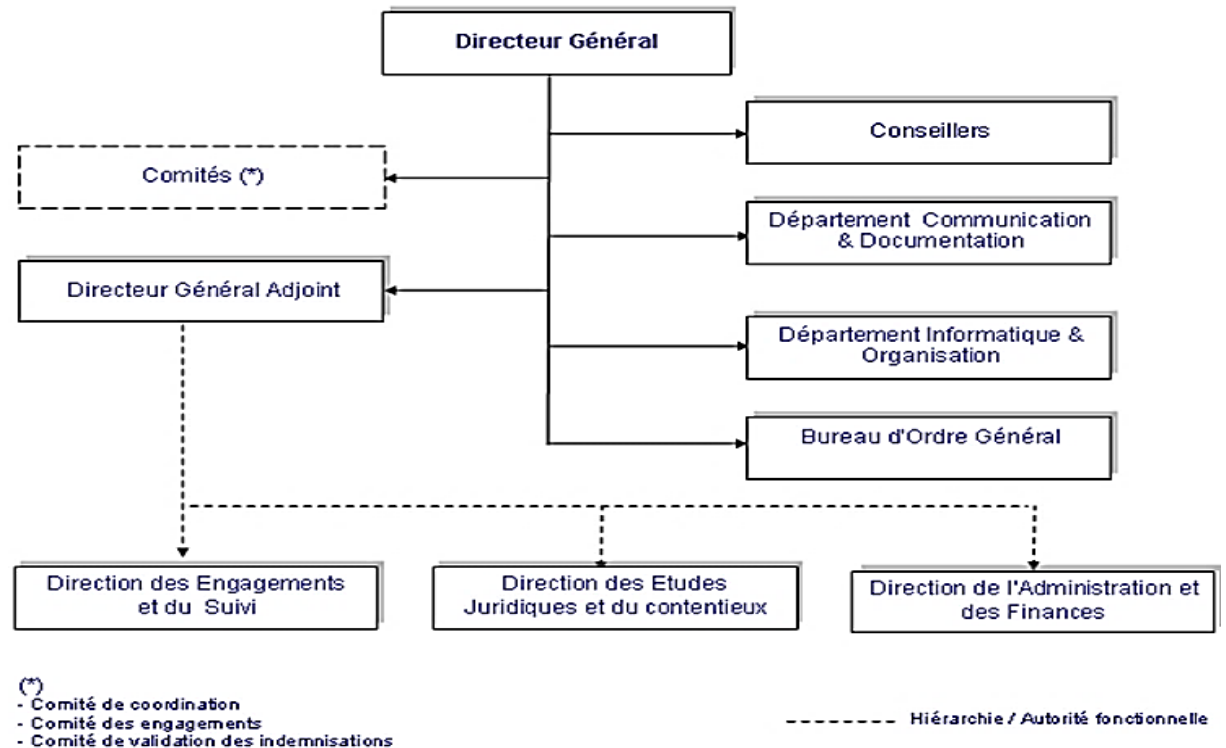 Directeur Général
Conseillers
Comités (*)
Département Communication
& Documentation
Directeur Général Adjoint
Département Informatique &
Organisation
Bureau d'Ordre Général
Direction des Engagements
et du Suivi
Direction des Etudes
Juridiques et du contentieux
Direction de l'Administration et
des Finances
(*)
- Comité de coordination
- Comité des engagements
- Comité de validation des indemnisations
Hiérarchie / Autorité fonctionnelle